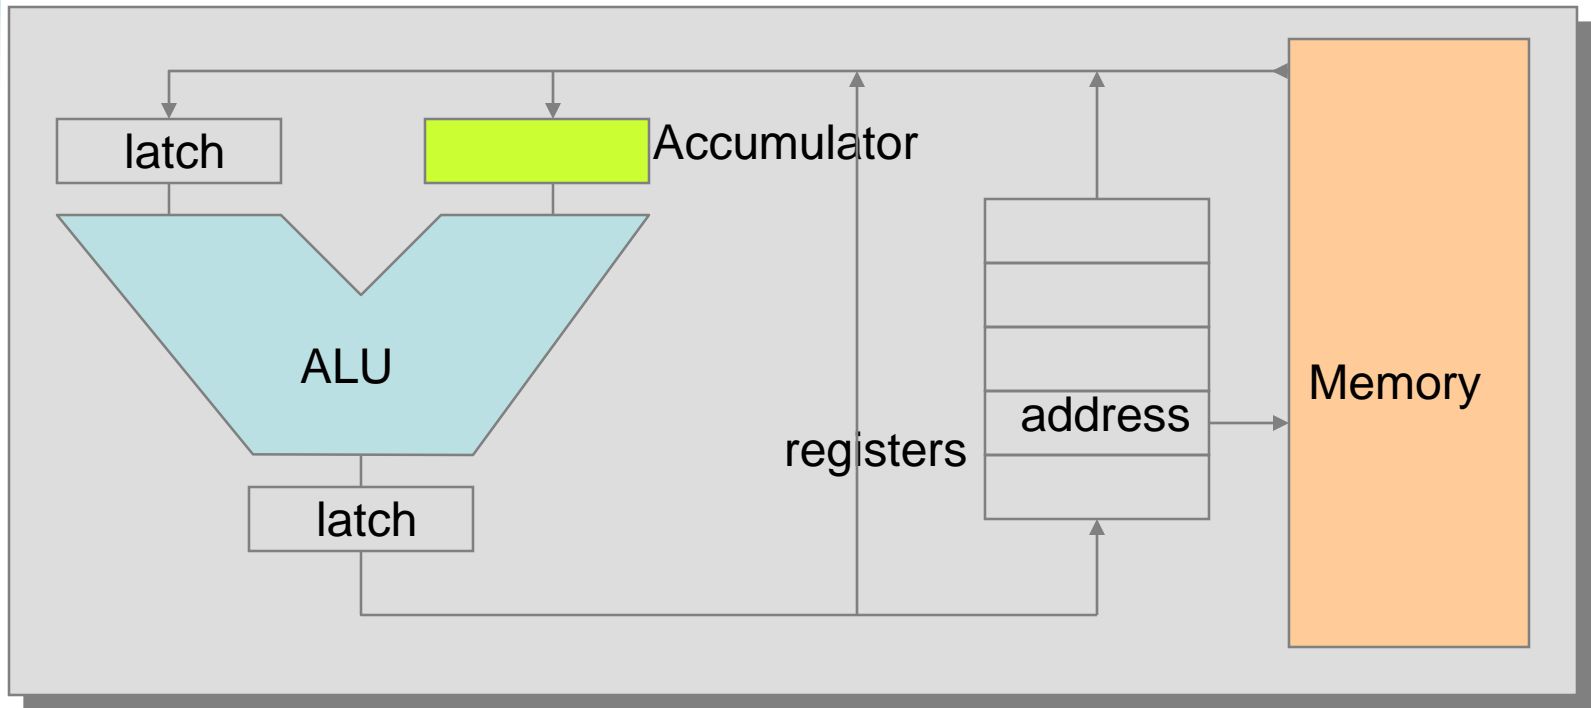 latch
Accumulator
ALU
Memory
address
registers
latch